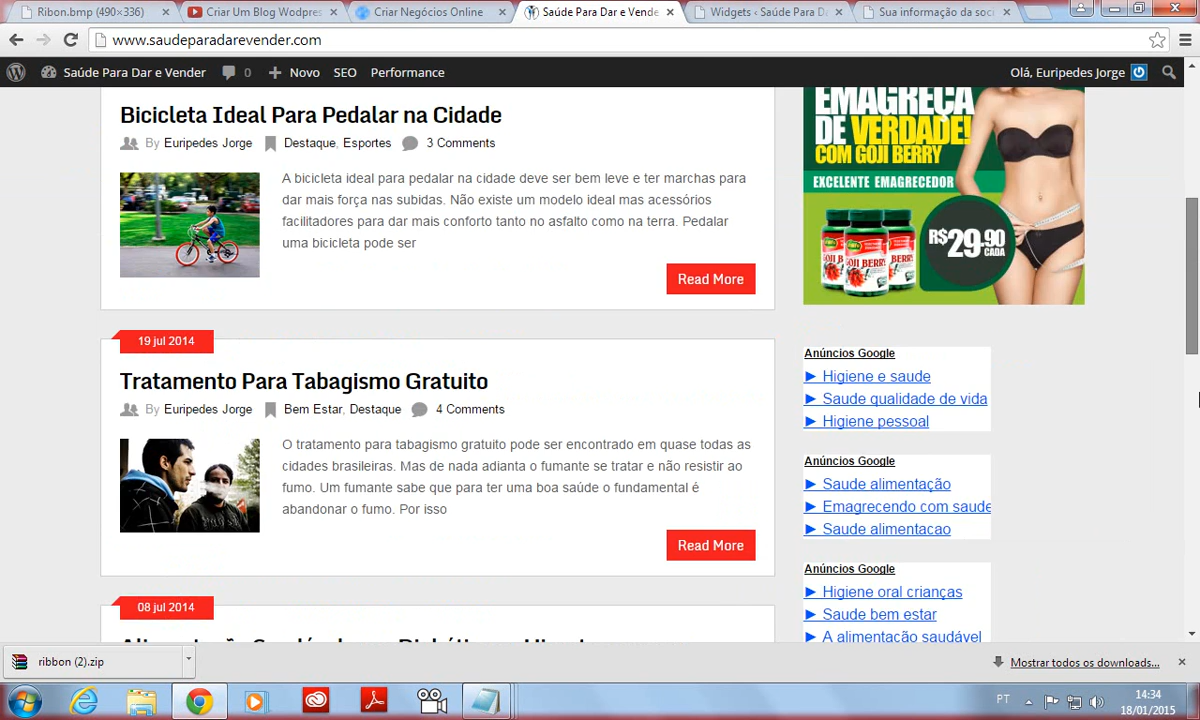 Ribon.bmp (490×336)
Criar Um Blog Wodpres
Criar Negócios Online
Saúde Para Dar e Vende
Widgets ‹ Saúde Para D
Sua informação da soci
www.saudeparadarevender.com
Saúde Para Dar e Vender
0
Novo
SEO
Performance
Olá, Euripedes Jorge
Bicicleta Ideal Para Pedalar na Cidade
By Euripedes Jorge Destaque, Esportes 3 Comments
A bicicleta ideal para pedalar na cidade deve ser bem leve e ter marchas para
dar mais força nas subidas. Não existe um modelo ideal mas acessórios
facilitadores para dar mais conforto tanto no asfalto como na terra. Pedalar
uma bicicleta pode ser
Read More
19 jul 2014
Tratamento Para Tabagismo Gratuito
By Euripedes Jorge Bem Estar, Destaque 4 Comments
O tratamento para tabagismo gratuito pode ser encontrado em quase todas as
cidades brasileiras. Mas de nada adianta o fumante se tratar e não resistir ao
fumo. Um fumante sabe que para ter uma boa saúde o fundamental é
abandonar o fumo. Por isso
Read More
08 jul 2014
EMAGREÇA
DE VERDADE!
COM GOJI BERRY
EXCELENTE EMAGRECEDOR
GOJI BERRY
R$29,90
CADA
Anúncios Google
► Higiene e saude
► Saude qualidade de vida
► Higiene pessoal
Anúncios Google
► Saude alimentação
► Emagrecendo com saude
► Saude alimentacao
Anúncios Google
► Higiene oral crianças
► Saude bem estar
► A alimentação saudável
ribbon (2).zip
Mostrar todos os downloads...
PT
14:34
18/01/2015